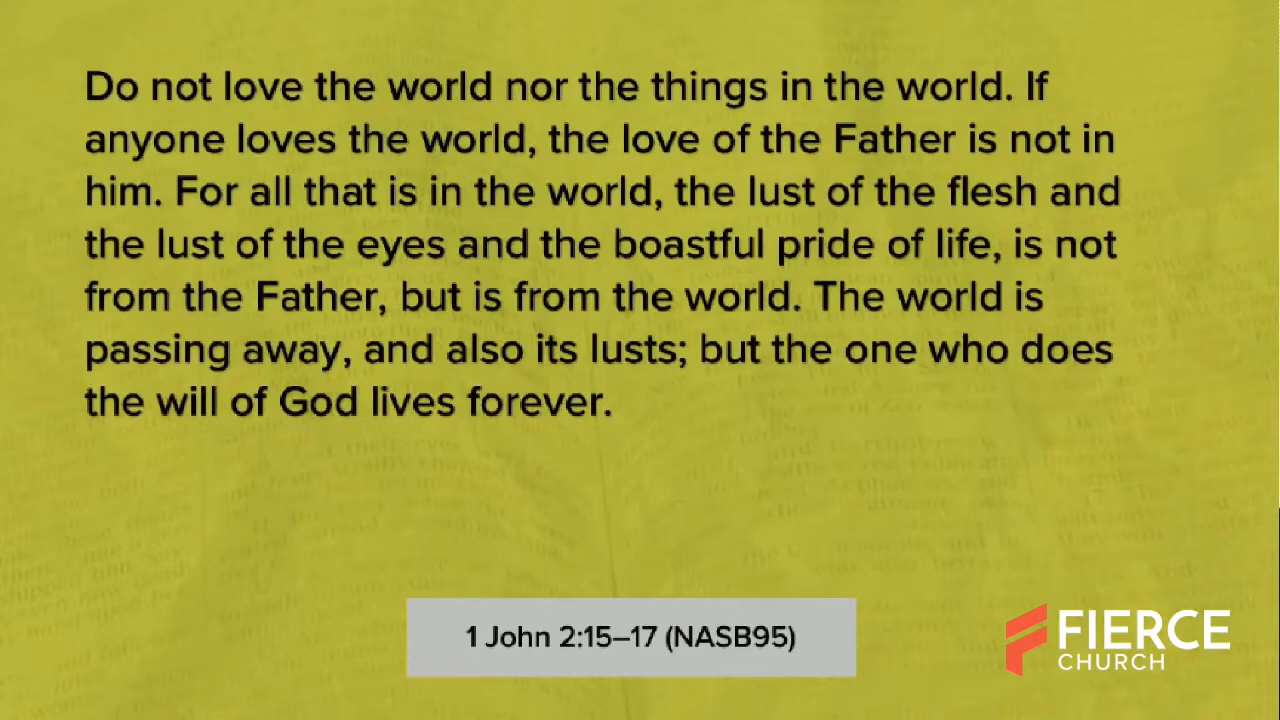 Do not love the world nor the things in the world. If
anyone loves the world, the love of the Father is not in
him. For all that is in the world, the lust of the flesh and
the lust of the eyes and the boastful pride of life, is not
from the Father, but is from the world. The world is
passing away, and also its lusts; but the one who does
the will of God lives forever.
1 John 2:15–17 (NASB95)
FIERCE
CHURCH